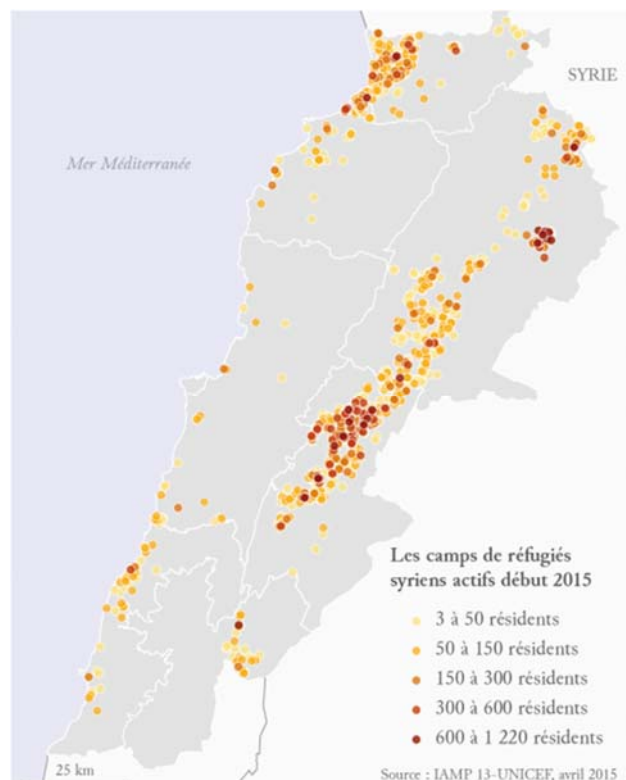 SYRIE
Mer Méditerranée
Les camps de réfugiés
syriens actifs début 2015
3 à 50 résidents
50 à 150 résidents
150 à 300 résidents
300 à 600 résidents
600 à 1 220 résidents
25 km
Source : IAMP 13-UNICEF, avril 2015